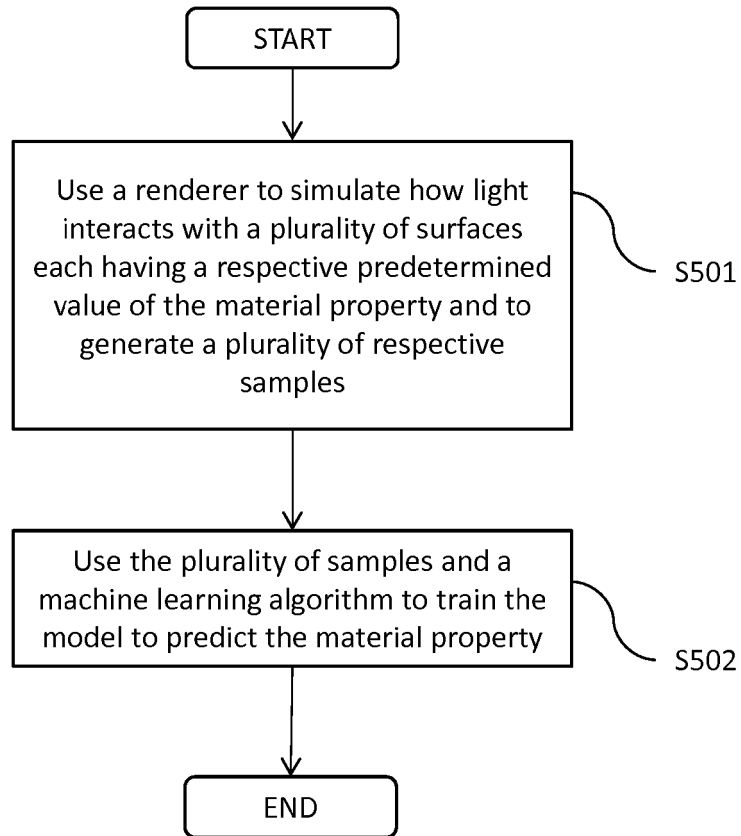 START
Use a renderer to simulate how light
interacts with a plurality of surfaces
each having a respective predetermined
value of the material property and to
generate a plurality of respective
samples
S501
Use the plurality of samples and a
machine learning algorithm to train the
model to predict the material property
S502
END